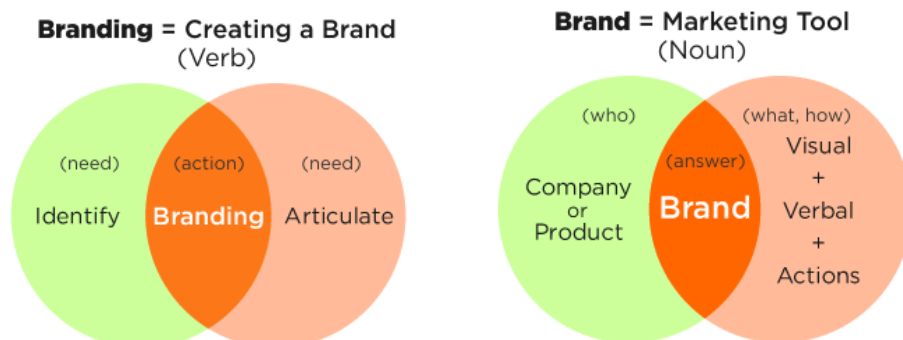 Branding = Creating a Brand
(Verb)
(need)
Identify
(action)
Branding
(need)
Articulate
Brand = Marketing Tool
(Noun)
(who)
Company
or
Product
(answer)
Brand
(what, how)
Visual
+
Verbal
+
Actions